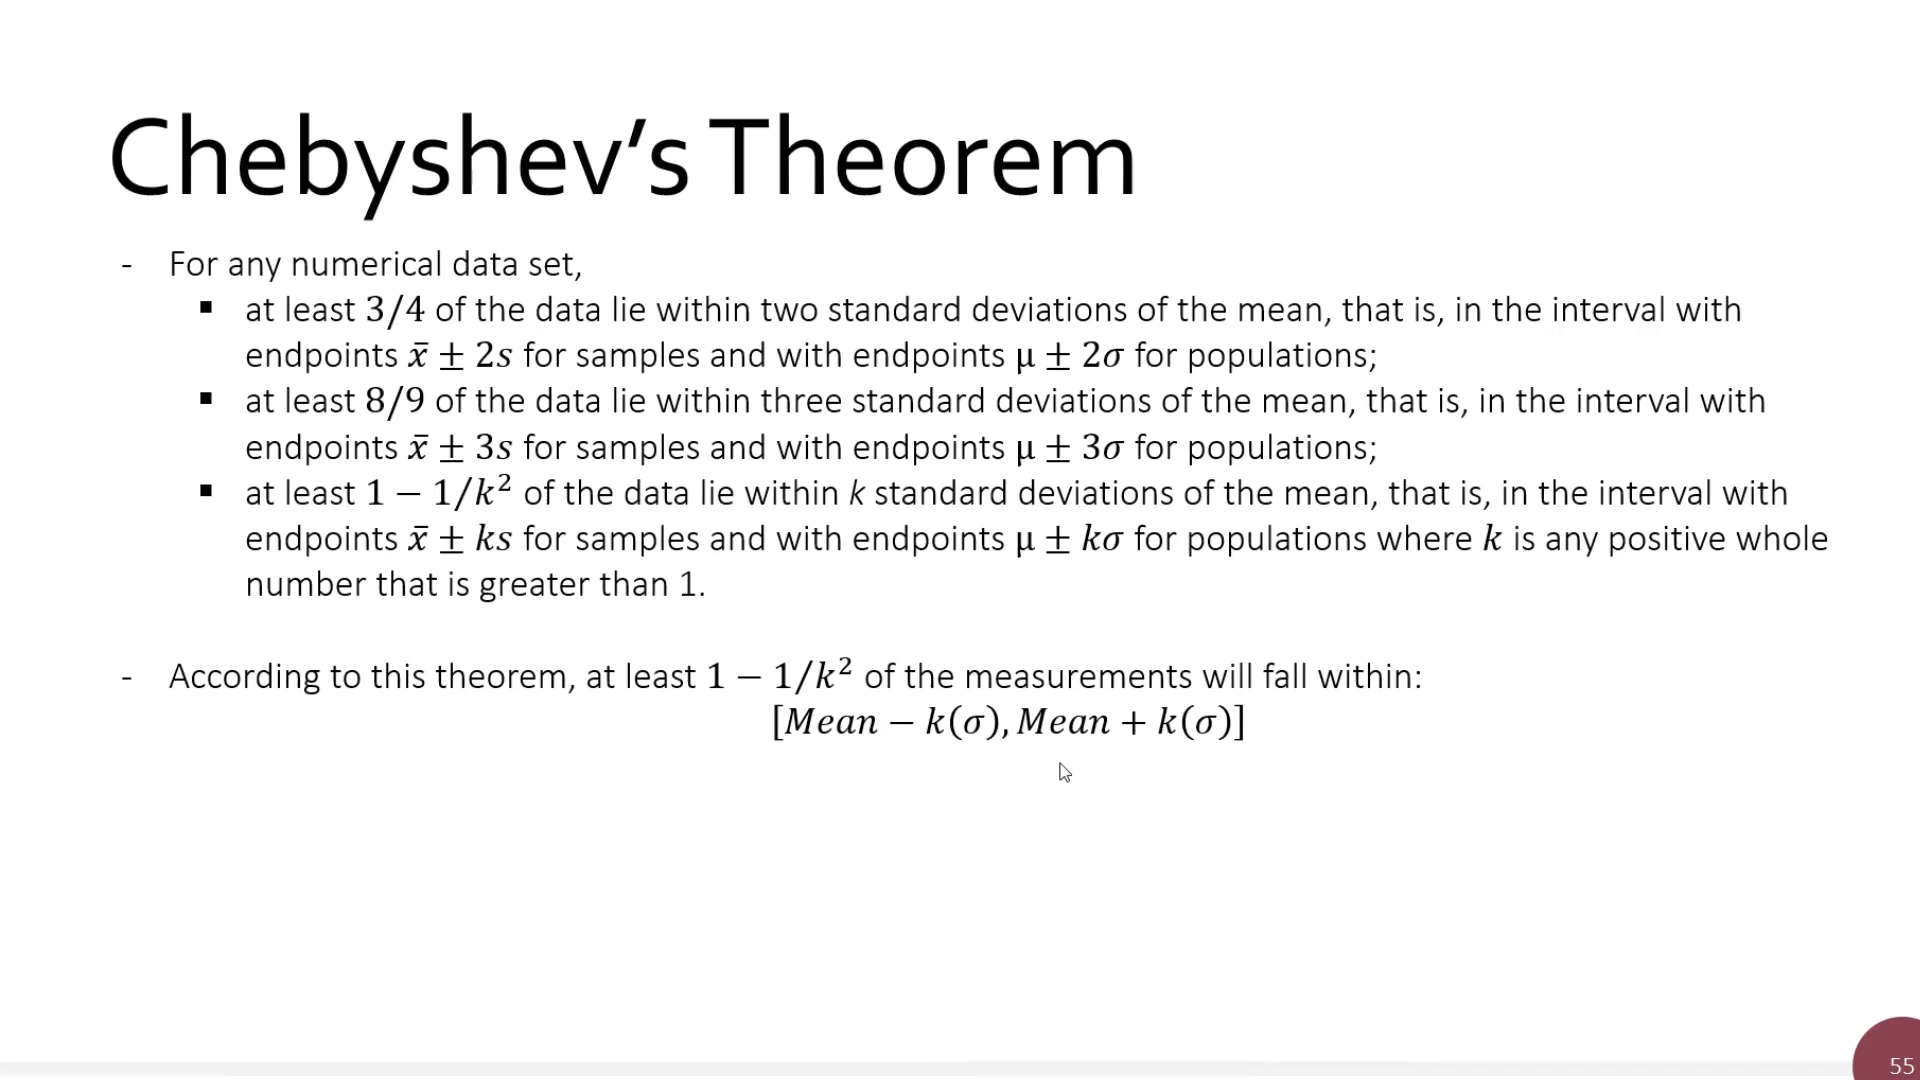 Chebyshev's Theorem
- For any numerical data set,
▪ at least 3/4 of the data lie within two standard deviations of the mean, that is, in the interval with
endpoints x̄ ± 2s for samples and with endpoints μ ± 2σ for populations;
▪ at least 8/9 of the data lie within three standard deviations of the mean, that is, in the interval with
endpoints x̄ ± 3s for samples and with endpoints μ ± 3σ for populations;
▪ at least 1 − 1/k² of the data lie within k standard deviations of the mean, that is, in the interval with
endpoints x̄ ± ks for samples and with endpoints μ ± kσ for populations where k is any positive whole
number that is greater than 1.
- According to this theorem, at least 1 − 1/k² of the measurements will fall within:
[Mean − k(σ), Mean + k(σ)]
55